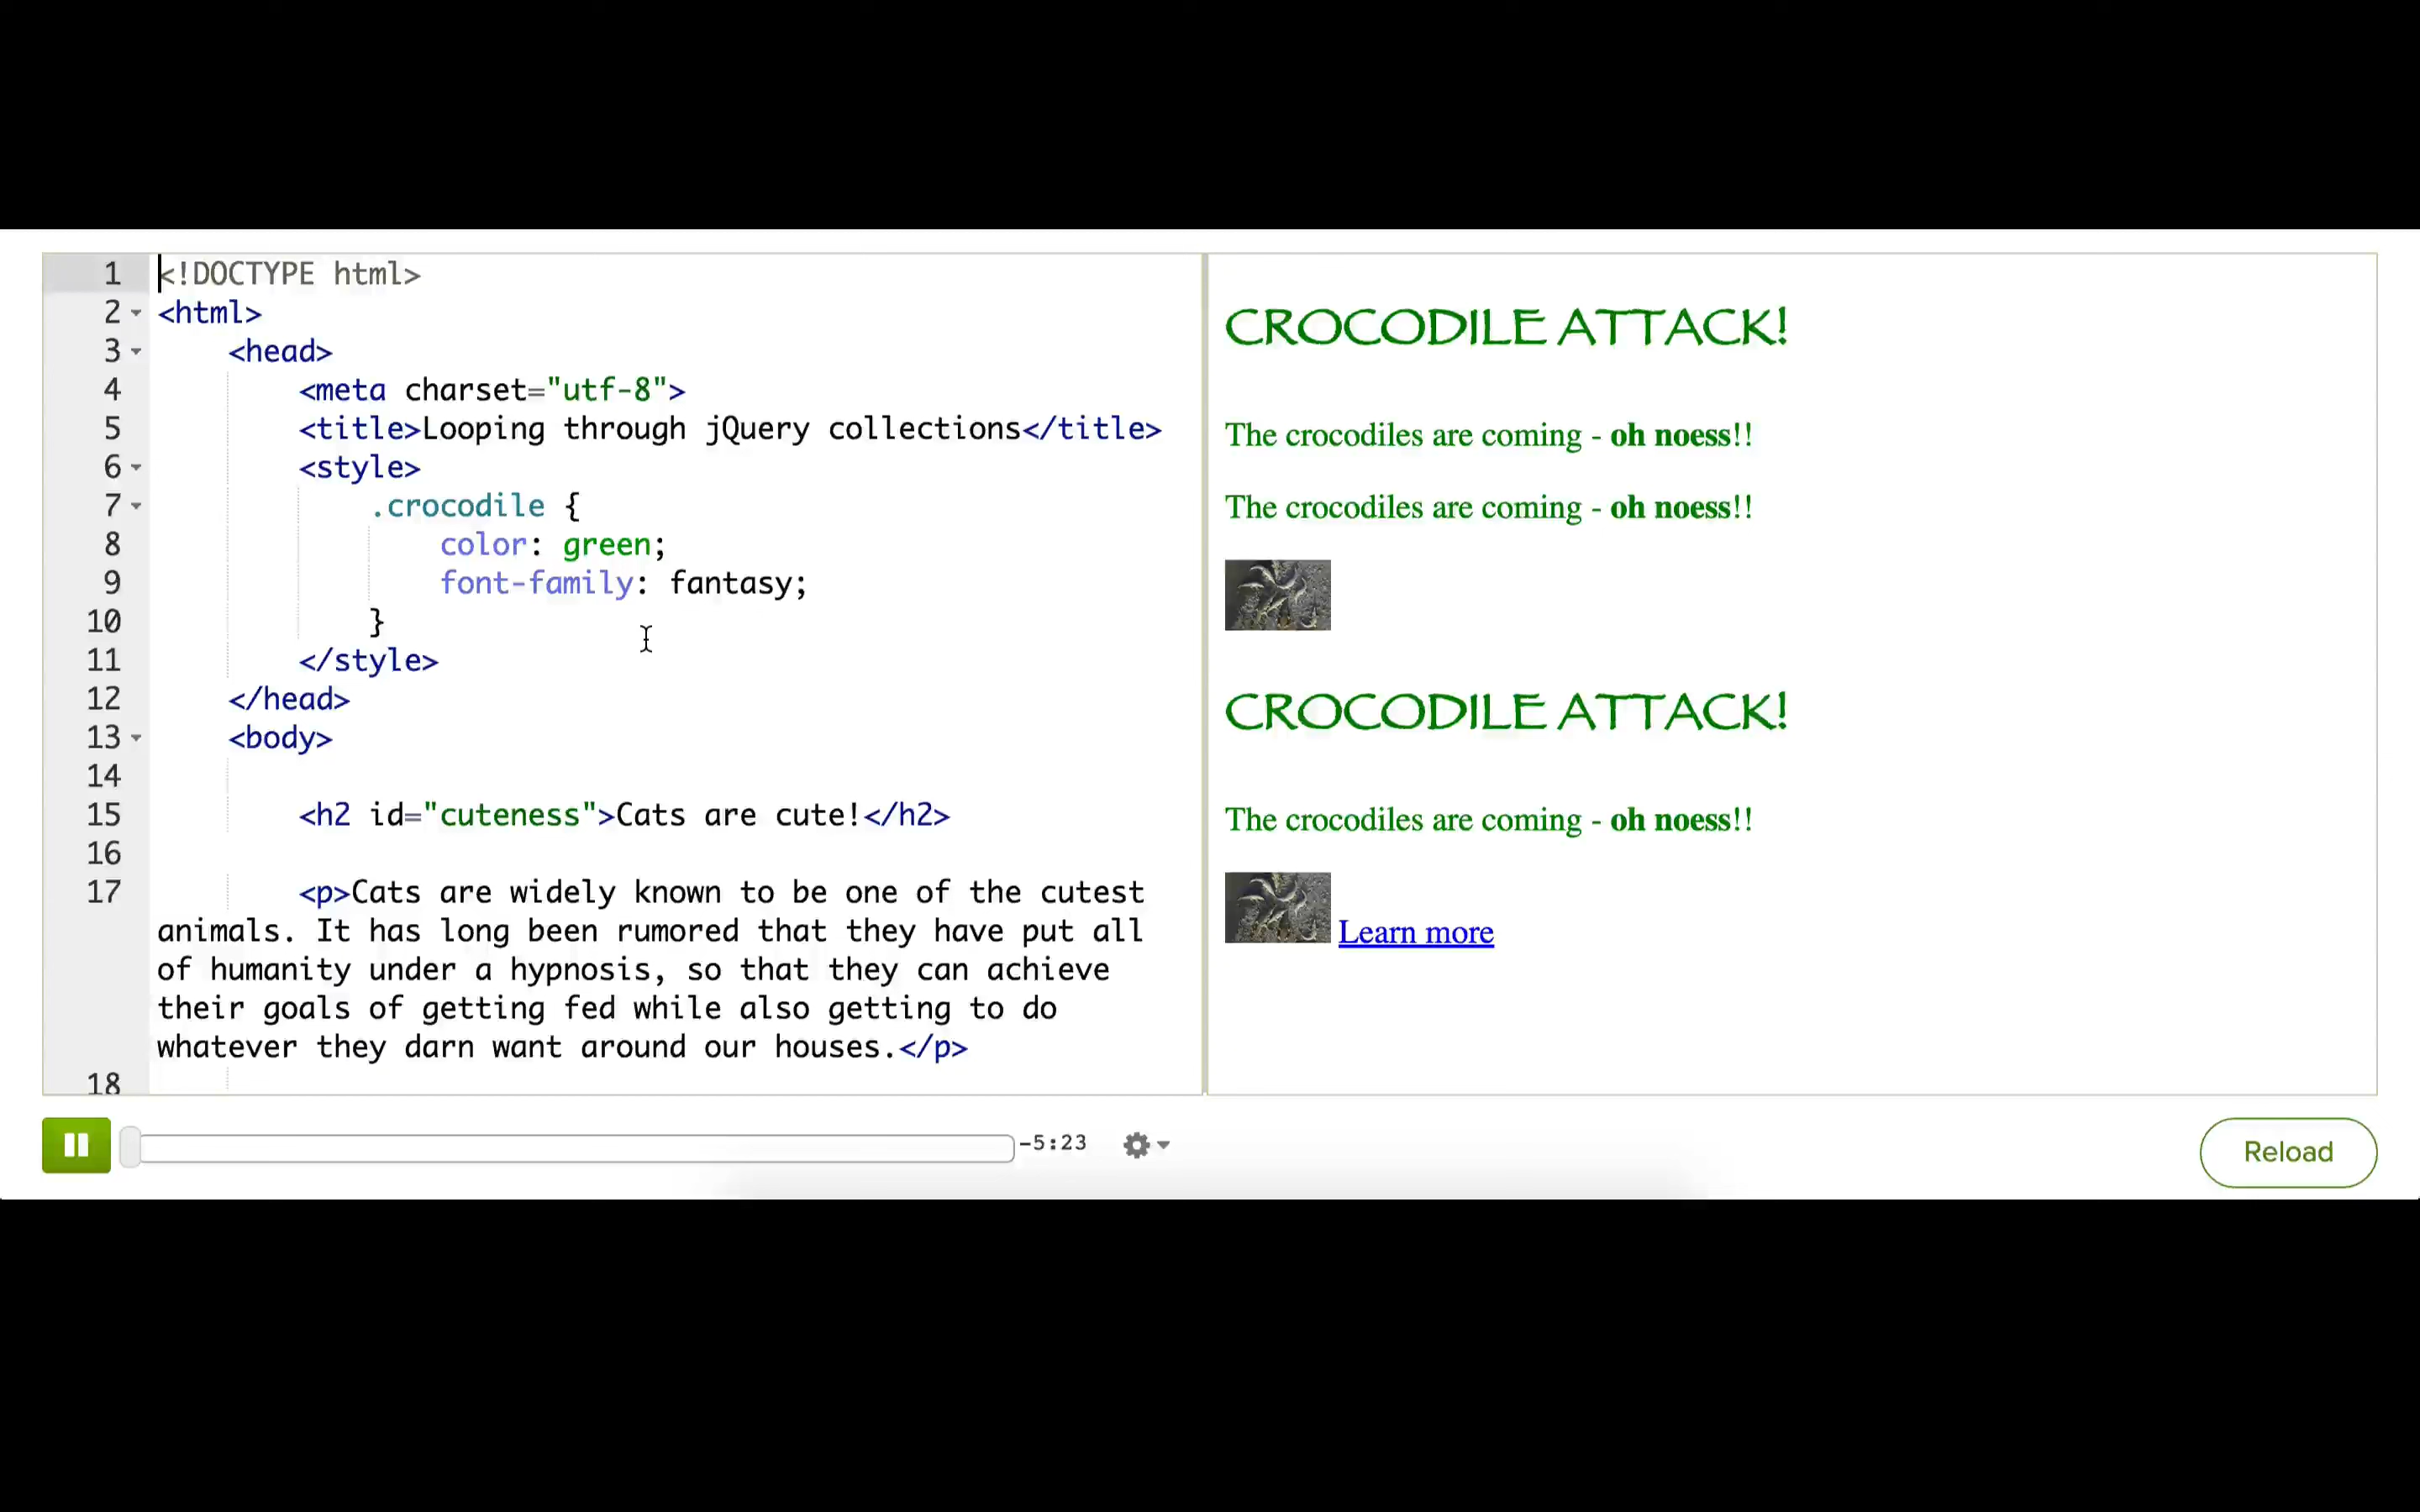 1 <!DOCTYPE html>
2 <html>
3 <head>
4 <meta charset="utf-8">
5 <title>Looping through jQuery collections</title>
6 <style>
7 .crocodile {
8 color: green;
9 font-family: fantasy;
10 }
11 </style>
12 </head>
13 <body>
14
15 <h2 id="cuteness">Cats are cute!</h2>
16
17 <p>Cats are widely known to be one of the cutest
animals. It has long been rumored that they have put all
of humanity under a hypnosis, so that they can achieve
their goals of getting fed while also getting to do
whatever they darn want around our houses.</p>
18
CROCODILE ATTACK!
The crocodiles are coming - oh noess!!
The crocodiles are coming - oh noess!!
CROCODILE ATTACK!
The crocodiles are coming - oh noess!!
Learn more
-5:23
Reload